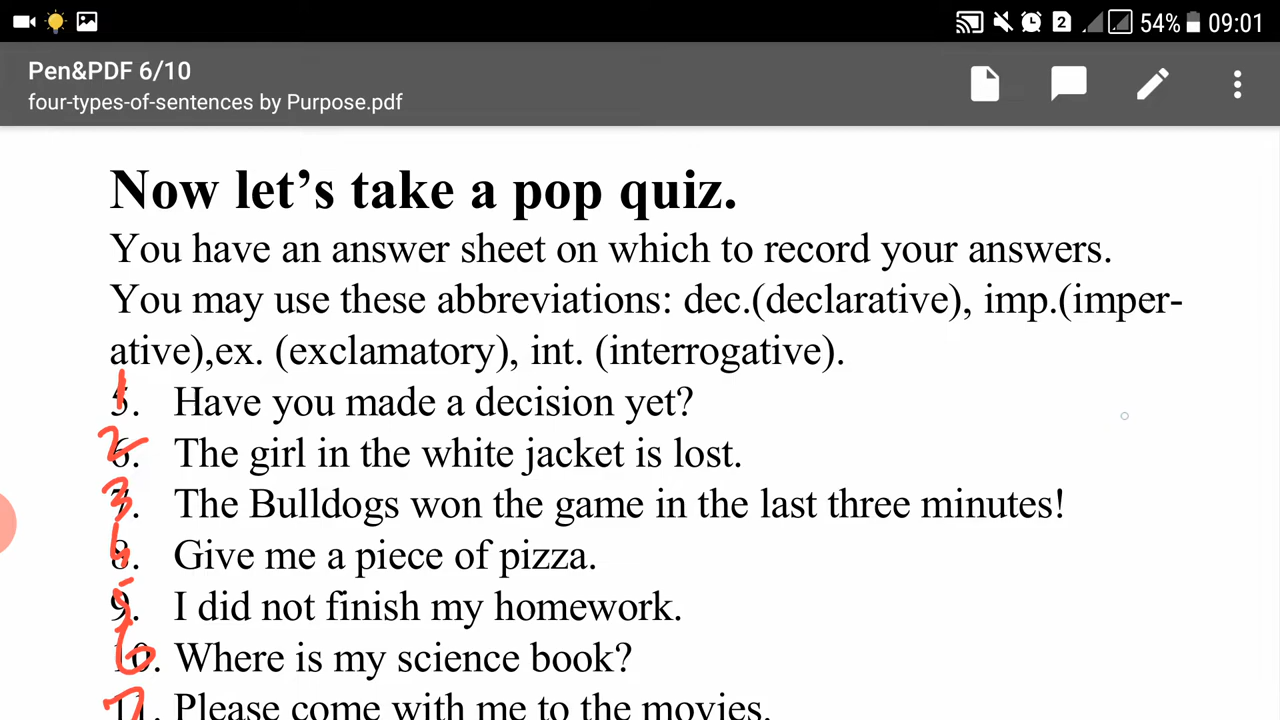 2 54% 09:01
Pen&PDF 6/10
four-types-of-sentences by Purpose.pdf
Now let's take a pop quiz.
You have an answer sheet on which to record your answers.
You may use these abbreviations: dec.(declarative), imp.(imper-
ative),ex. (exclamatory), int. (interrogative).
1 5. Have you made a decision yet?
2 6. The girl in the white jacket is lost.
3 7. The Bulldogs won the game in the last three minutes!
4 8. Give me a piece of pizza.
5 9. I did not finish my homework.
6 10. Where is my science book?
7 11. Please come with me to the movies.